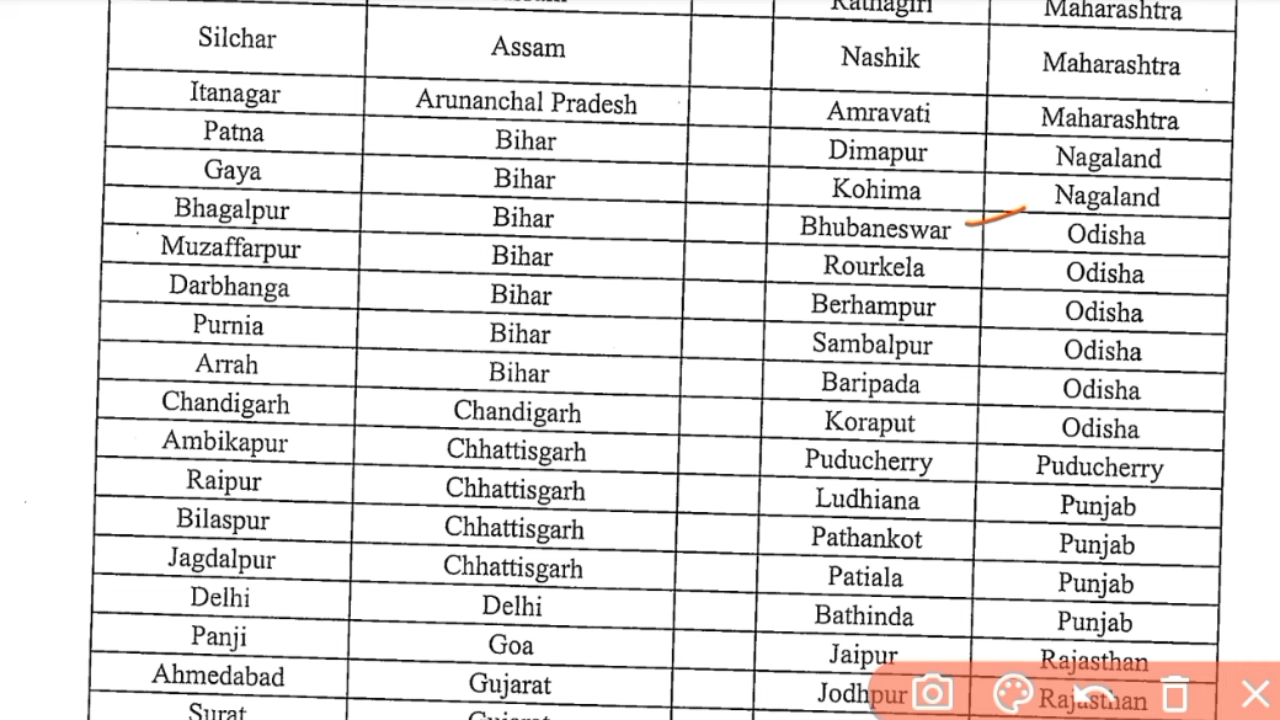 Ratnagiri Maharashtra
Silchar Assam Nashik Maharashtra
Itanagar Arunanchal Pradesh Amravati Maharashtra
Patna Bihar Dimapur Nagaland
Gaya Bihar Kohima Nagaland
Bhagalpur Bihar Bhubaneswar Odisha
Muzaffarpur Bihar Rourkela Odisha
Darbhanga Bihar Berhampur Odisha
Purnia Bihar Sambalpur Odisha
Arrah Bihar Baripada Odisha
Chandigarh Chandigarh Koraput Odisha
Ambikapur Chhattisgarh Puducherry Puducherry
Raipur Chhattisgarh Ludhiana Punjab
Bilaspur Chhattisgarh Pathankot Punjab
Jagdalpur Chhattisgarh Patiala Punjab
Delhi Delhi Bathinda Punjab
Panji Goa Jaipur Rajasthan
Ahmedabad Gujarat Jodhpur Rajasthan
Surat Gujarat